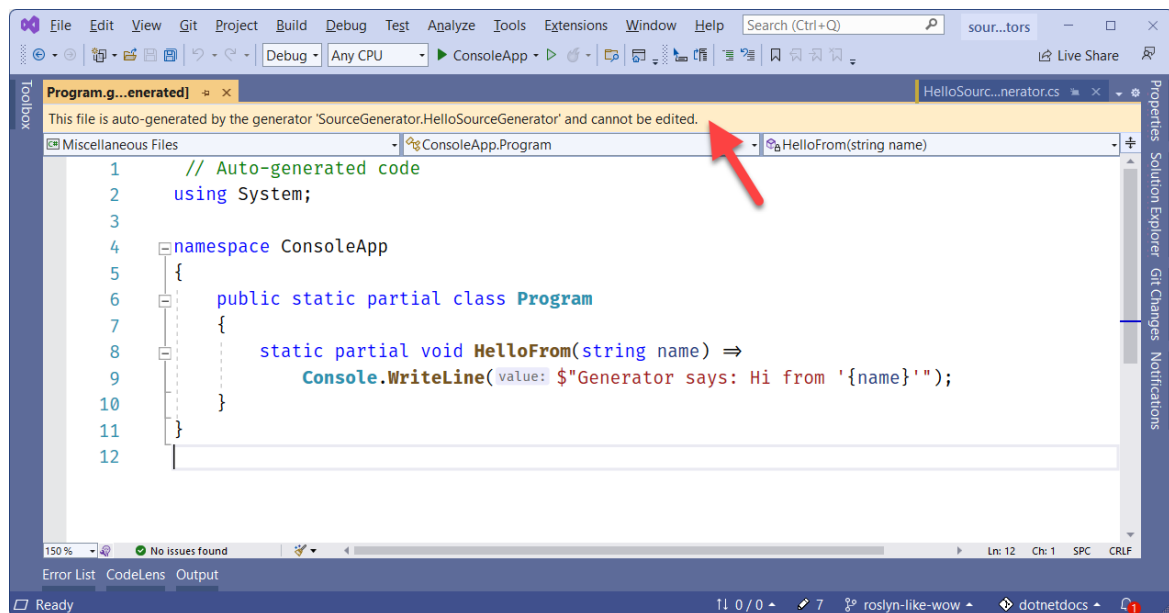 File Edit View Git Project Build Debug Test Analyze Tools Extensions Window Help Search (Ctrl+Q) sour...tors
Debug Any CPU ConsoleApp Live Share
Toolbox
Program.g...enerated] HelloSourc...nerator.cs
This file is auto-generated by the generator 'SourceGenerator.HelloSourceGenerator' and cannot be edited.
C# Miscellaneous Files ConsoleApp.Program HelloFrom(string name)
1 // Auto-generated code
2 using System;
3
4 namespace ConsoleApp
5 {
6 public static partial class Program
7 {
8 static partial void HelloFrom(string name) =>
9 Console.WriteLine(value: $"Generator says: Hi from '{name}'");
10 }
11 }
12
150 % No issues found Ln: 12 Ch: 1 SPC CRLF
Error List CodeLens Output
Ready 0 / 0 7 roslyn-like-wow dotnetdocs 1
Properties
Solution Explorer
Git Changes
Notifications